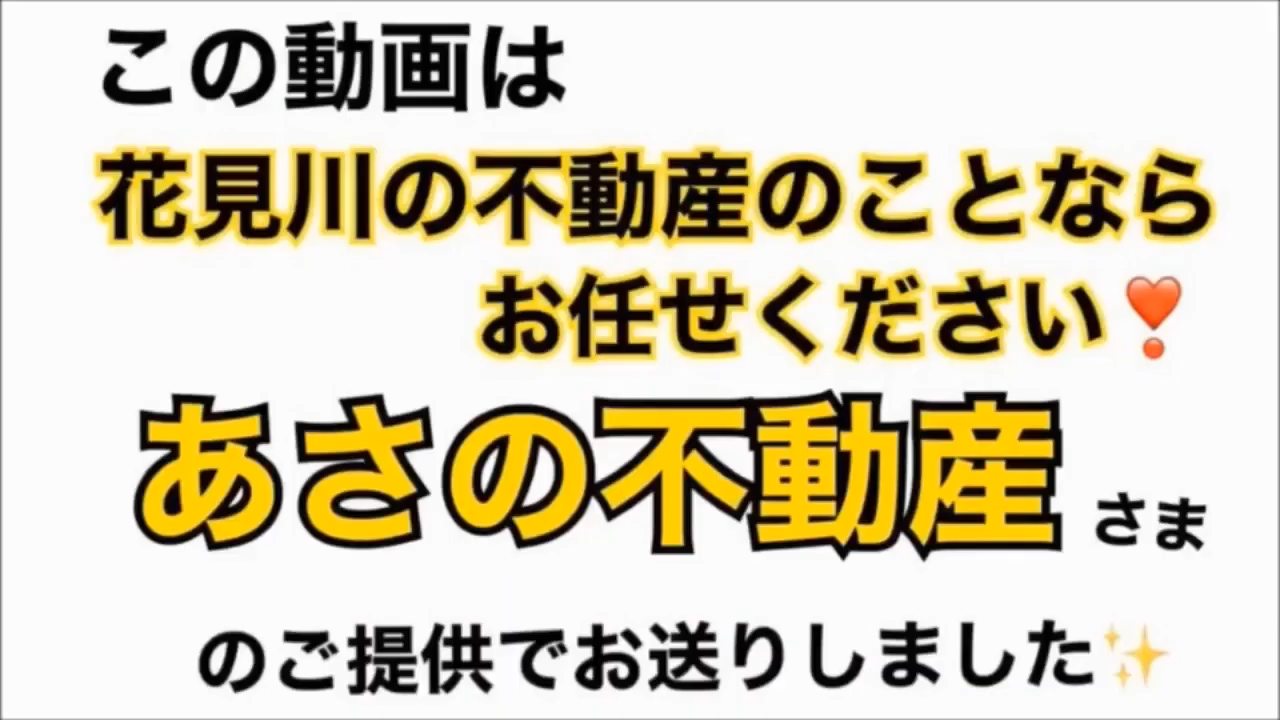 この動画は
花見川の不動産のことなら
お任せください❣
あさの不動産 さま
のご提供でお送りしました✨